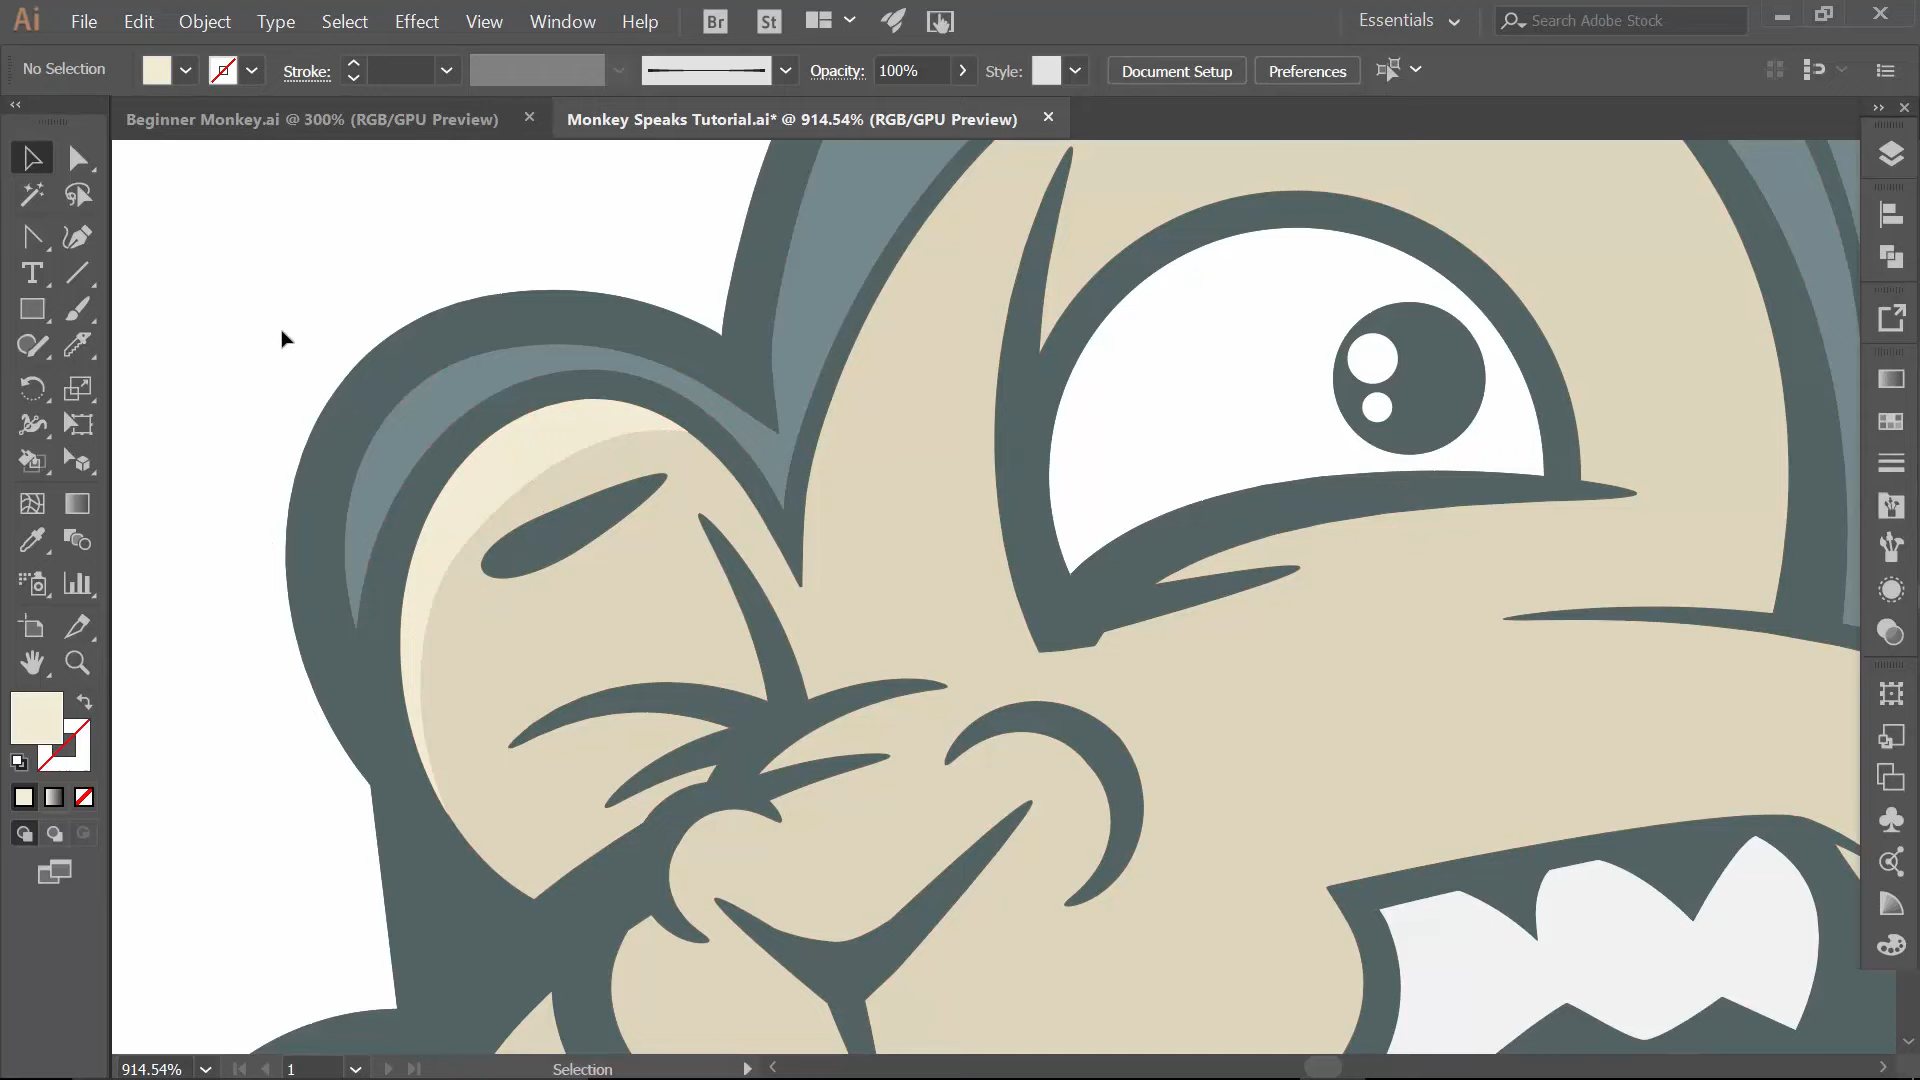 Ai File Edit Object Type Select Effect View Window Help Br St Essentials Search Adobe Stock
No Selection Stroke: Opacity: 100% Style: Document Setup Preferences
Beginner Monkey.ai @ 300% (RGB/GPU Preview) Monkey Speaks Tutorial.ai* @ 914.54% (RGB/GPU Preview)
914.54% 1 Selection